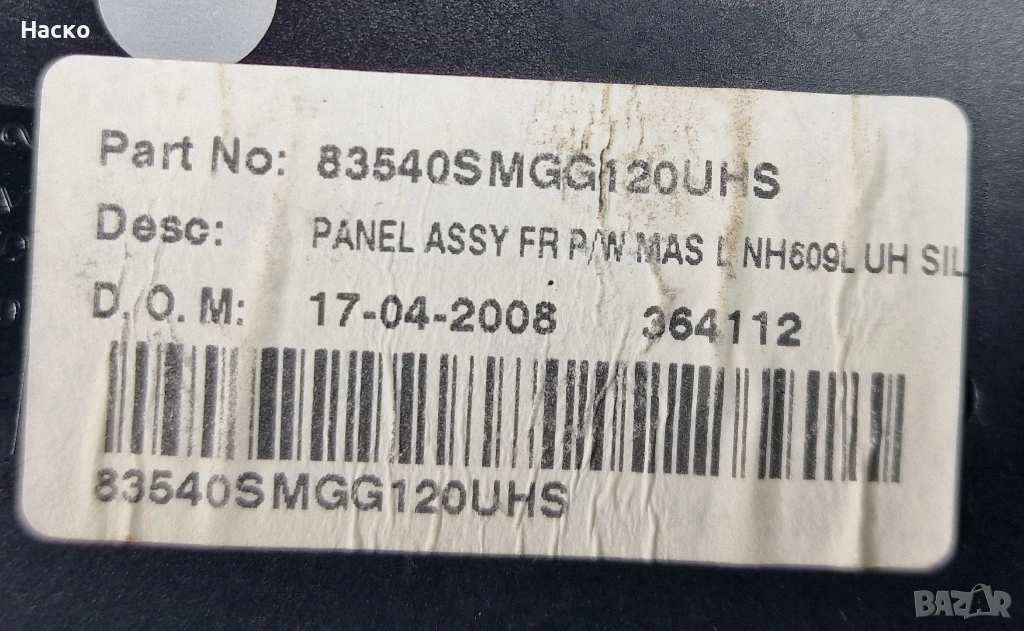 Наско
Part No: 83540SMGG120UHS
Desc: PANEL ASSY FR P/W MAS L NH609L UH SIL
D. O. M: 17-04-2008 364112
83540SMGG120UHS
BAZAR